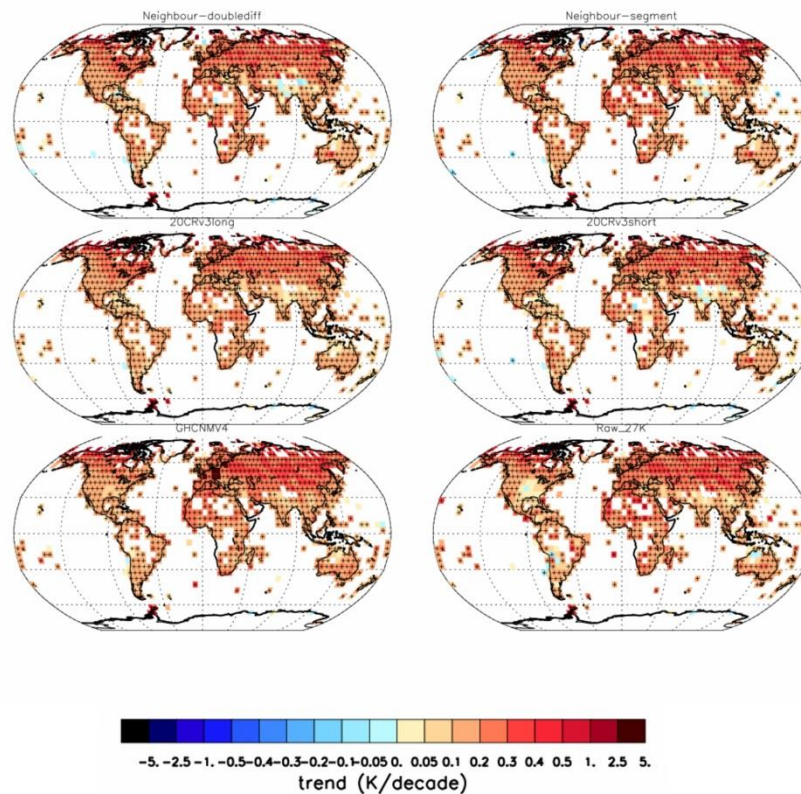 Neighbour-doublediff
Neighbour-segment
20CRv3long
20CRv3short
GHCNMV4
Raw_27K
-5. -2.5 -1. -0.5-0.4-0.3-0.2-0.1-0.05 0. 0.05 0.1 0.2 0.3 0.4 0.5 1. 2.5 5.
trend (K/decade)